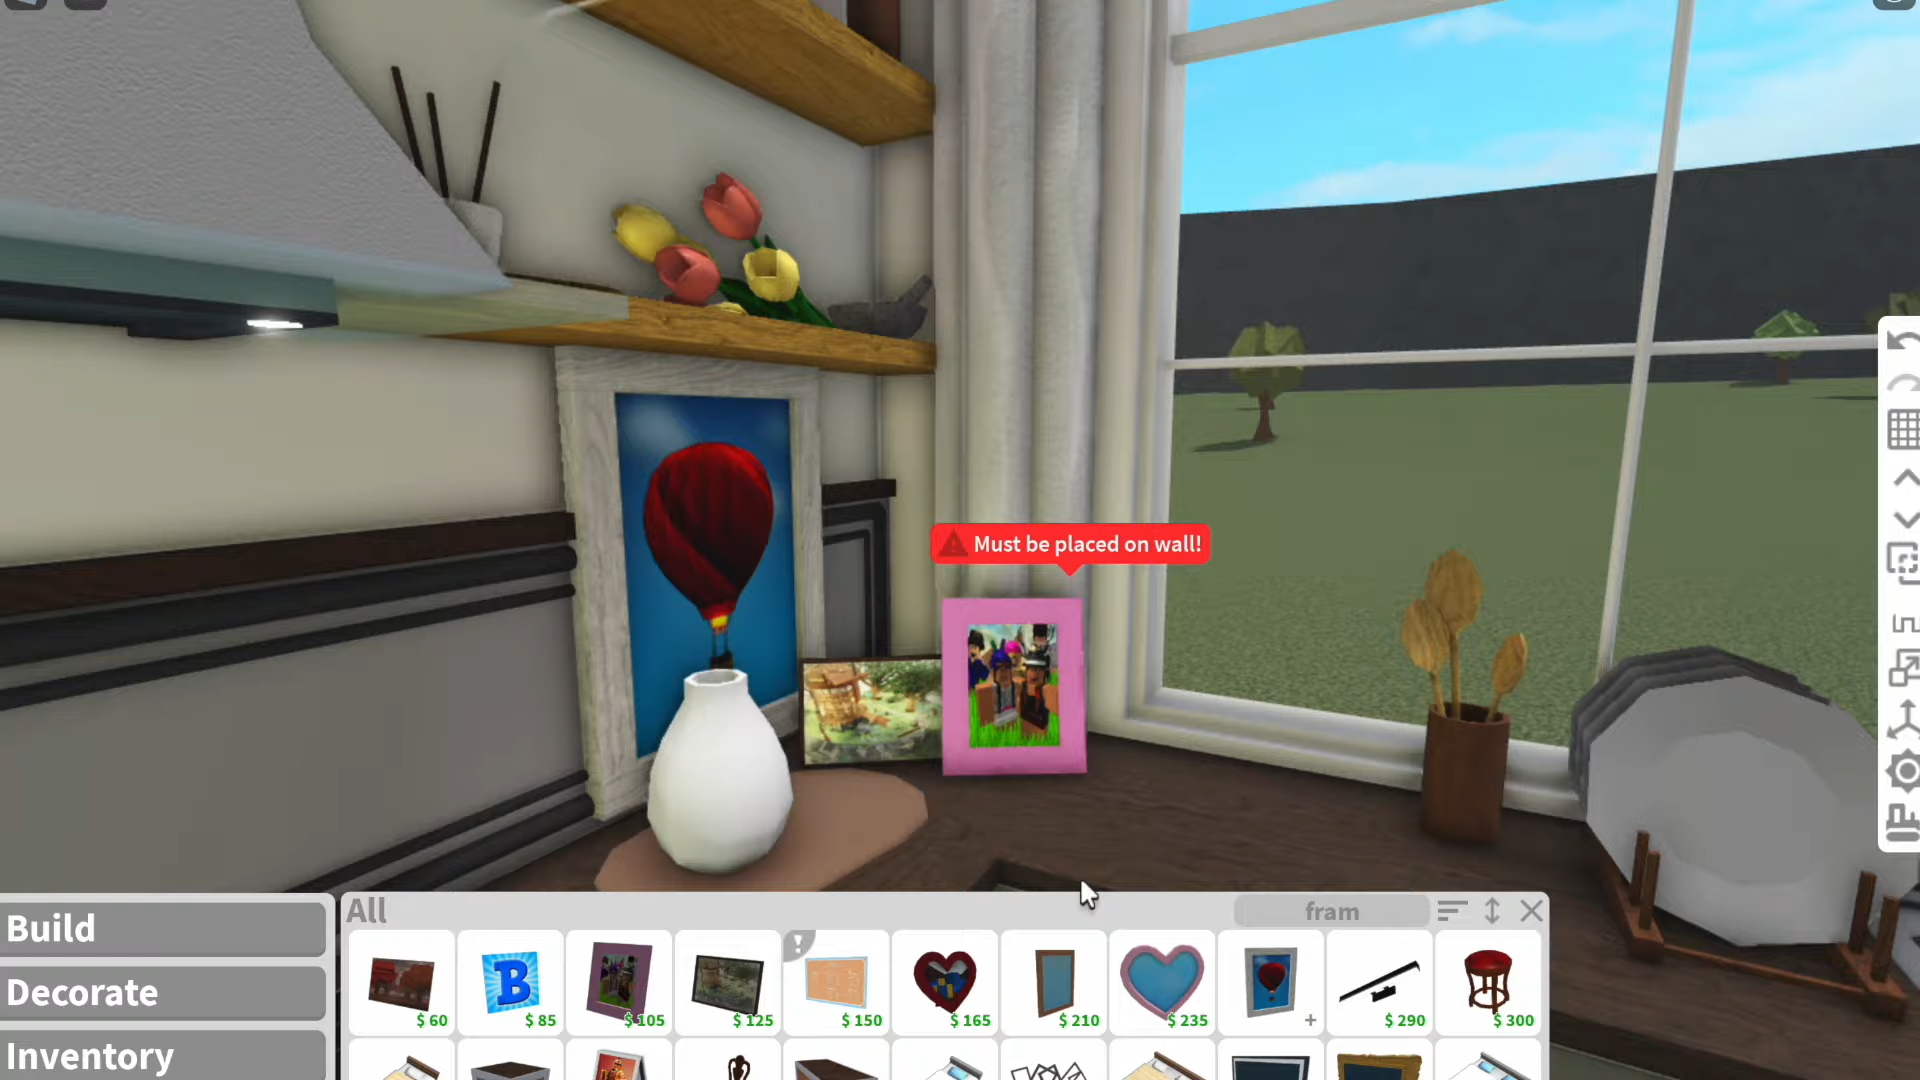 Must be placed on wall!
All
fram
Build
Decorate
Inventory
$ 60
B
$ 85
$ 105
$ 125
!
$ 150
$ 165
$ 210
$ 235
+
$ 290
$ 300